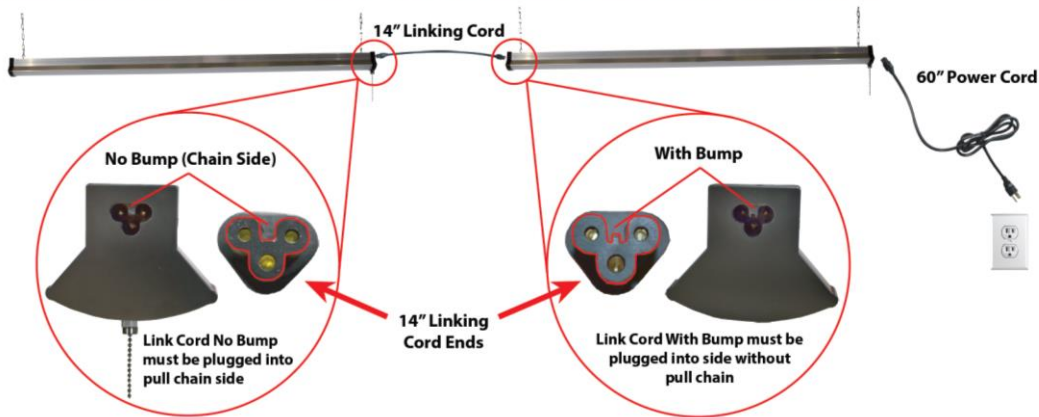 14” Linking Cord
60” Power Cord
No Bump (Chain Side)
With Bump
14” Linking
Cord Ends
Link Cord No Bump
must be plugged into
pull chain side
Link Cord With Bump must be
plugged into side without
pull chain